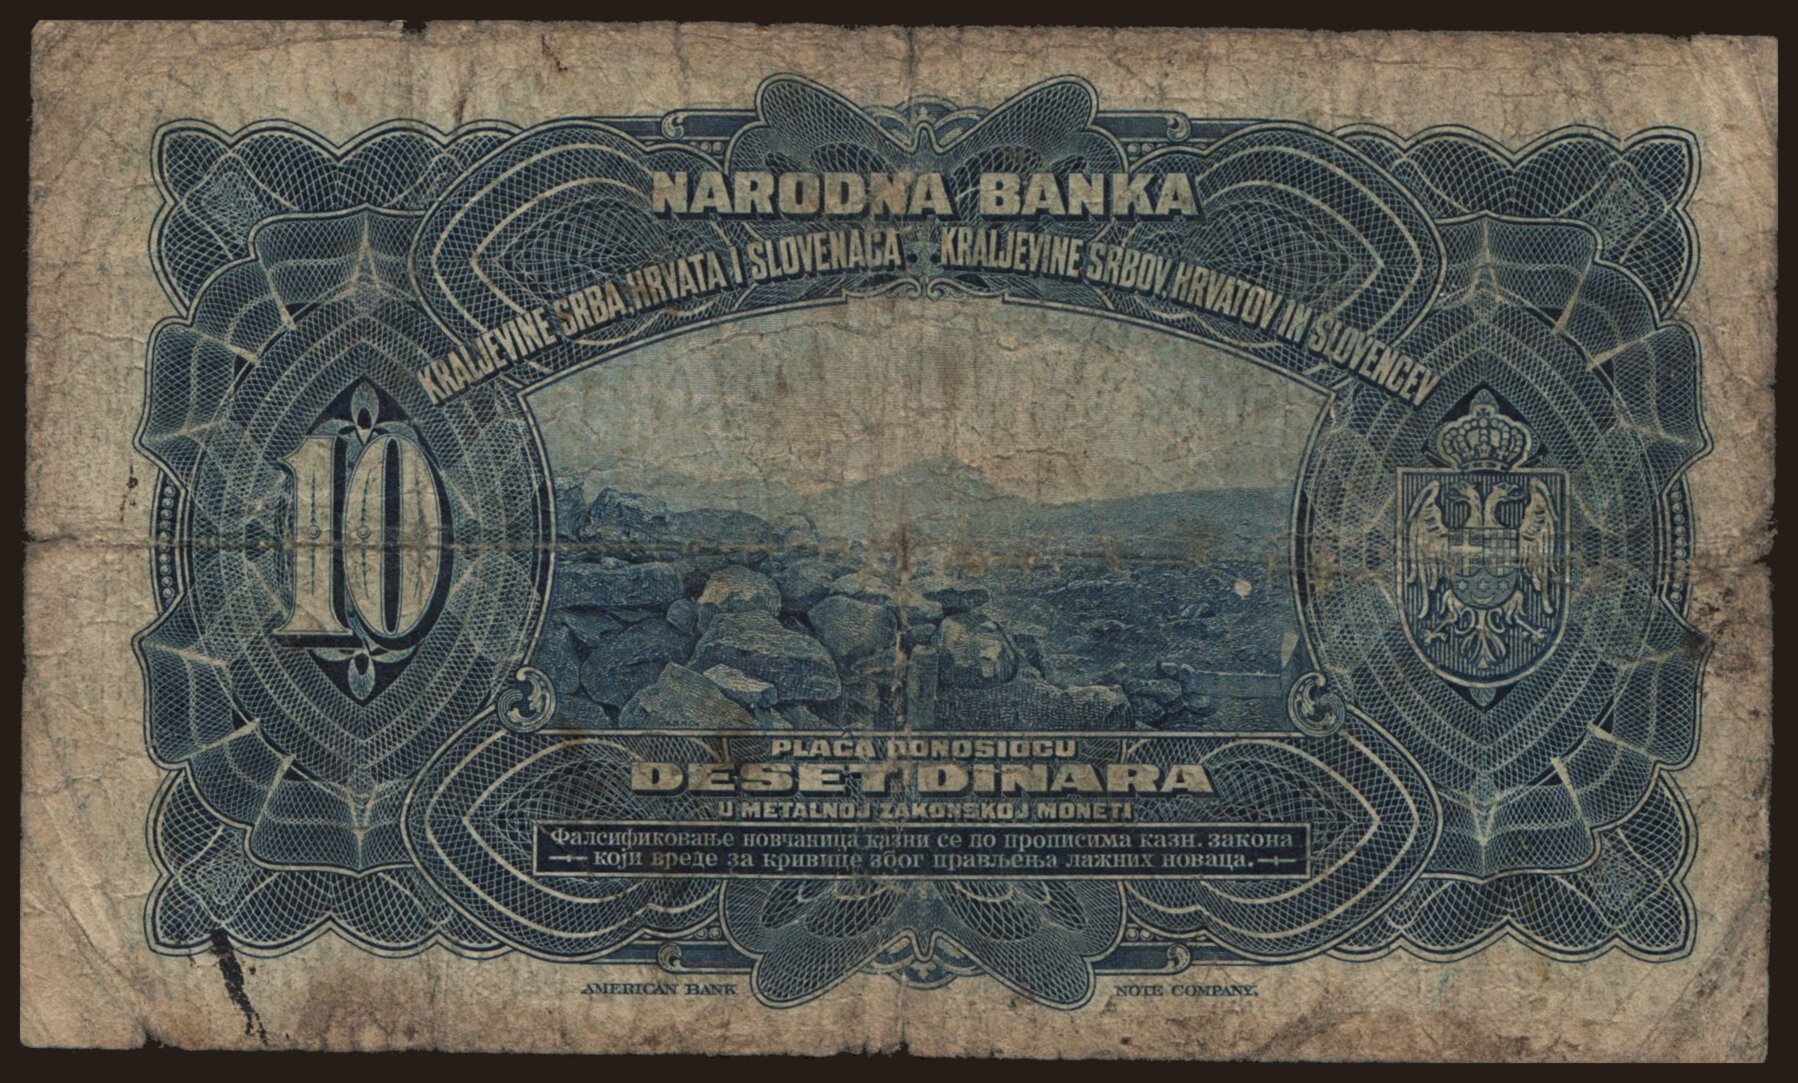 NARODNA BANKA
KRALJEVINE SRBA, HRVATA I SLOVENACA KRALJEVINE SRBOV, HRVATOV IN SLOVENCEV
10
PLAĆA DONOSIOCU
DESET DINARA
U METALNOJ ZAKONSKOJ MONETI
Фалсификовање новчаница казни се по прописима казн. закона
који вреде за кривице због прављења лажних новаца.
AMERICAN BANK NOTE COMPANY.